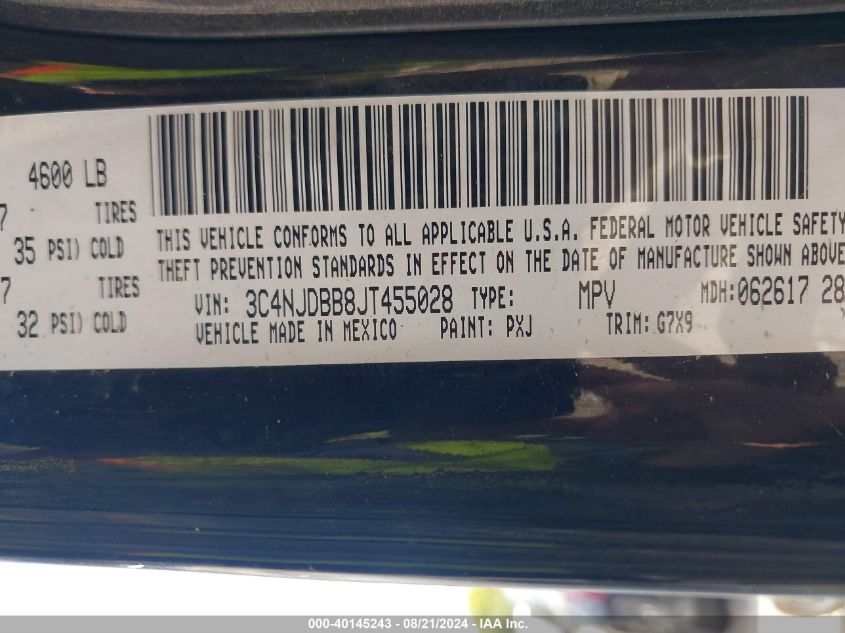 4600 LB
7 TIRES
35 PSI) COLD
7 TIRES
32 PSI) COLD
THIS VEHICLE CONFORMS TO ALL APPLICABLE U.S.A. FEDERAL MOTOR VEHICLE SAFETY
THEFT PREVENTION STANDARDS IN EFFECT ON THE DATE OF MANUFACTURE SHOWN ABOVE
VIN: 3C4NJDBB8JT455028 TYPE: MPV MDH:062617 28
VEHICLE MADE IN MEXICO PAINT: PXJ TRIM:G7X9
000-40145243 - 08/21/2024 - IAA Inc.